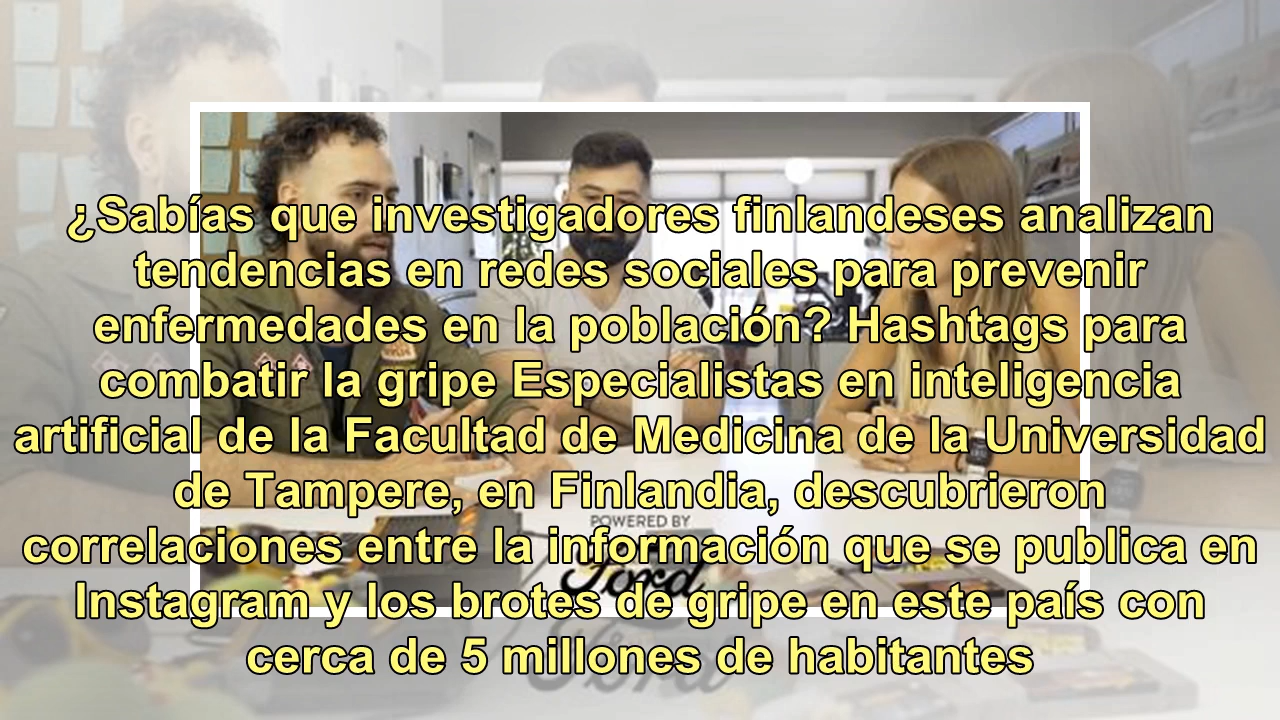 ¿Sabías que investigadores finlandeses analizan
tendencias en redes sociales para prevenir
enfermedades en la población? Hashtags para
combatir la gripe Especialistas en inteligencia
artificial de la Facultad de Medicina de la Universidad
de Tampere, en Finlandia, descubrieron
POWERED BY
correlaciones entre la información que se publica en
Ford
Instagram y los brotes de gripe en este país con
cerca de 5 millones de habitantes